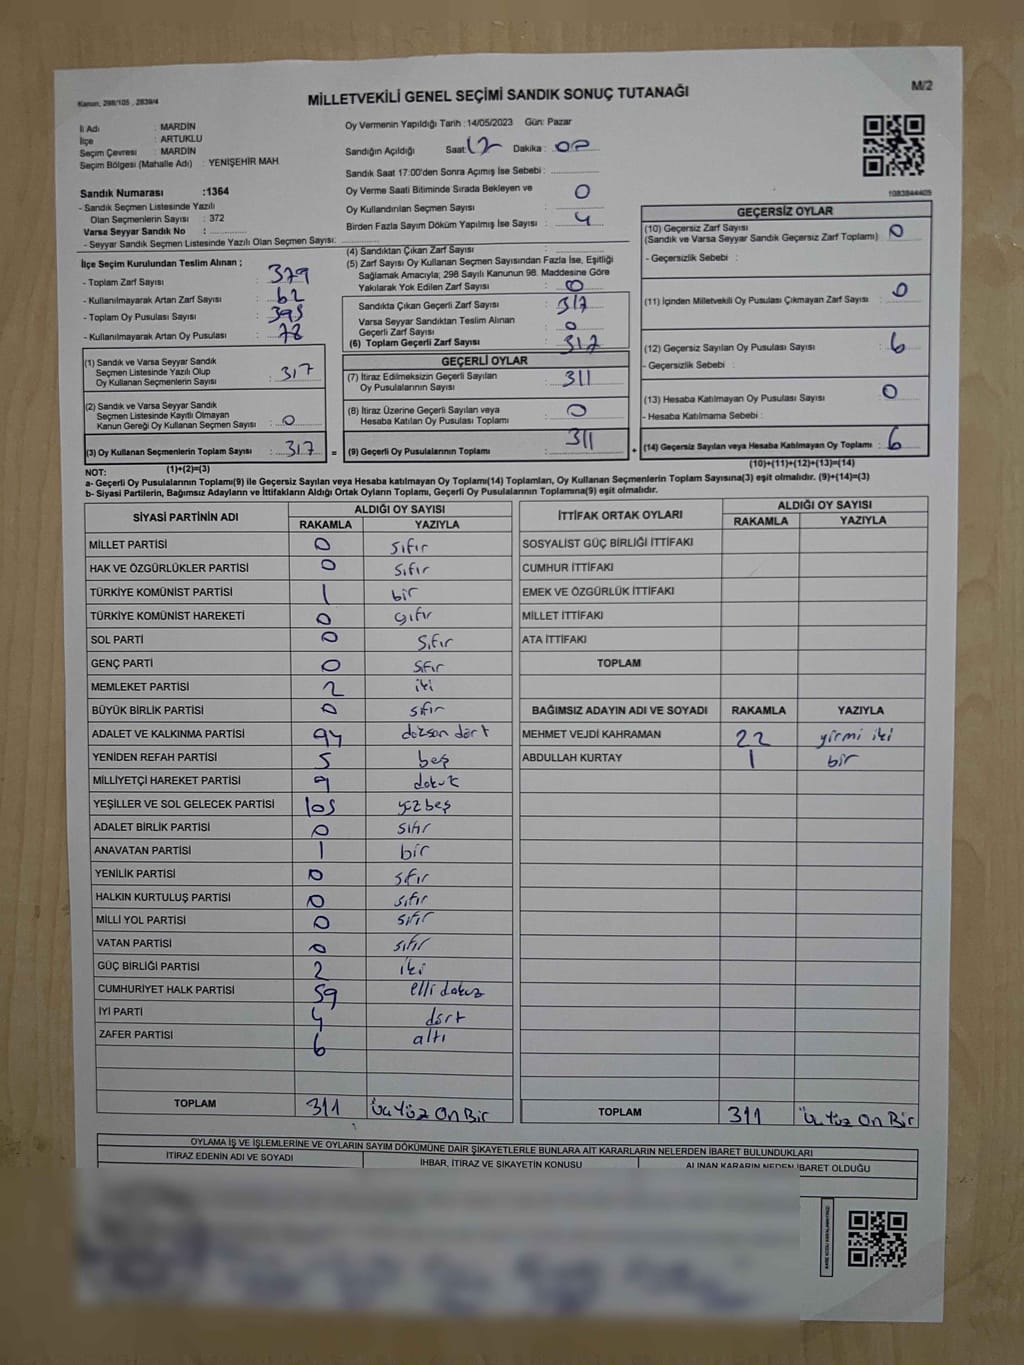 Kanun, 298/105 , 2839/4
MİLLETVEKİLİ GENEL SEÇİMİ SANDIK SONUÇ TUTANAĞI
M/2
İl Adı : MARDİN
İlçe : ARTUKLU
Seçim Çevresi : MARDİN
Seçim Bölgesi (Mahalle Adı) : YENİŞEHİR MAH
Sandık Numarası :1364
- Sandık Seçmen Listesinde Yazılı
Olan Seçmenlerin Sayısı : 372
Varsa Seyyar Sandık No :
- Seyyar Sandık Seçmen Listesinde Yazılı Olan Seçmen Sayısı:
Oy Vermenin Yapıldığı Tarih :14/05/2023 Gün: Pazar
Sandığın Açıldığı Saat: 17 Dakika : 00
Sandık Saat 17:00'den Sonra Açımış İse Sebebi :
Oy Verme Saati Bitiminde Sırada Bekleyen ve
Oy Kullandırılan Seçmen Sayısı : 0
Birden Fazla Sayım Döküm Yapılmış İse Sayısı : 4
1083844405
İlçe Seçim Kurulundan Teslim Alınan ;
- Toplam Zarf Sayısı : 379
- Kullanılmayarak Artan Zarf Sayısı : 62
- Toplam Oy Pusulası Sayısı : 395
- Kullanılmayarak Artan Oy Pusulası : 78
(1) Sandık ve Varsa Seyyar Sandık
Seçmen Listesinde Yazılı Olup
Oy Kullanan Seçmenlerin Sayısı : 317
(2) Sandık ve Varsa Seyyar Sandık
Seçmen Listesinde Kayıtlı Olmayan
Kanun Gereği Oy Kullanan Seçmen Sayısı : 0
(3) Oy Kullanan Seçmenlerin Toplam Sayısı : 317 =
(1)+(2)=(3)
(4) Sandıktan Çıkan Zarf Sayısı :
(5) Zarf Sayısı Oy Kullanan Seçmen Sayısından Fazla İse, Eşitliği
Sağlamak Amacıyla; 298 Sayılı Kanunun 98. Maddesine Göre
Yakılarak Yok Edilen Zarf Sayısı : 0
Sandıkta Çıkan Geçerli Zarf Sayısı : 317
Varsa Seyyar Sandıktan Teslim Alınan
Geçerli Zarf Sayısı : 0
(6) Toplam Geçerli Zarf Sayısı : 317
GEÇERLİ OYLAR
(7) İtiraz Edilmeksizin Geçerli Sayılan
Oy Pusulalarının Sayısı : 311
(8) İtiraz Üzerine Geçerli Sayılan veya
Hesaba Katılan Oy Pusulası Toplamı : 0
(9) Geçerli Oy Pusulalarının Toplamı : 311 +
GEÇERSİZ OYLAR
(10) Geçersiz Zarf Sayısı
(Sandık ve Varsa Seyyar Sandık Geçersiz Zarf Toplamı) : 0
- Geçersizlik Sebebi :
(11) İçinden Milletvekili Oy Pusulası Çıkmayan Zarf Sayısı : 0
(12) Geçersiz Sayılan Oy Pusulası Sayısı : 6
- Geçersizlik Sebebi :
(13) Hesaba Katılmayan Oy Pusulası Sayısı : 0
- Hesaba Katılmama Sebebi :
(14) Geçersiz Sayılan veya Hesaba Katılmayan Oy Toplamı : 6
(10)+(11)+(12)+(13)=(14)
NOT:
a- Geçerli Oy Pusulalarının Toplamı(9) ile Geçersiz Sayılan veya Hesaba Katılmayan Oy Toplamı(14) Toplamları, Oy Kullanan Seçmenlerin Toplam Sayısına(3) eşit olmalıdır. (9)+(14)=(3)
b- Siyasi Partilerin, Bağımsız Adayların ve İttifakların Aldığı Ortak Oyların Toplamı, Geçerli Oy Pusulalarının Toplamına(9) eşit olmalıdır.
SİYASİ PARTİNİN ADI ALDIĞI OY SAYISI
RAKAMLA YAZIYLA
MİLLET PARTİSİ 0 sıfır
HAK VE ÖZGÜRLÜKLER PARTİSİ 0 sıfır
TÜRKİYE KOMÜNİST PARTİSİ 1 bir
TÜRKİYE KOMÜNİST HAREKETİ 0 sıfır
SOL PARTİ 0 sıfır
GENÇ PARTİ 0 sıfır
MEMLEKET PARTİSİ 2 iki
BÜYÜK BİRLİK PARTİSİ 0 sıfır
ADALET VE KALKINMA PARTİSİ 94 doksan dört
YENİDEN REFAH PARTİSİ 5 beş
MİLLİYETÇİ HAREKET PARTİSİ 9 dokuz
YEŞİLLER VE SOL GELECEK PARTİSİ 105 yüz beş
ADALET BİRLİK PARTİSİ 0 sıfır
ANAVATAN PARTİSİ 1 bir
YENİLİK PARTİSİ 0 sıfır
HALKIN KURTULUŞ PARTİSİ 0 sıfır
MİLLİ YOL PARTİSİ 0 sıfır
VATAN PARTİSİ 0 sıfır
GÜÇ BİRLİĞİ PARTİSİ 2 iki
CUMHURİYET HALK PARTİSİ 59 elli dokuz
İYİ PARTİ 4 dört
ZAFER PARTİSİ 6 altı
TOPLAM 311 Üç Yüz On Bir
İTTİFAK ORTAK OYLARI ALDIĞI OY SAYISI
RAKAMLA YAZIYLA
SOSYALİST GÜÇ BİRLİĞİ İTTİFAKI
CUMHUR İTTİFAKI
EMEK VE ÖZGÜRLÜK İTTİFAKI
MİLLET İTTİFAKI
ATA İTTİFAKI
TOPLAM
BAĞIMSIZ ADAYIN ADI VE SOYADI RAKAMLA YAZIYLA
MEHMET VEJDİ KAHRAMAN 22 yirmi iki
ABDULLAH KURTAY 1 bir
TOPLAM 311 Üç Yüz On Bir
OYLAMA İŞ VE İŞLEMLERİNE VE OYLARIN SAYIM DÖKÜMÜNE DAİR ŞİKAYETLERLE BUNLARA AİT KARARLARIN NELERDEN İBARET BULUNDUKLARI
İTİRAZ EDENİN ADI VE SOYADI İHBAR, İTİRAZ VE ŞİKAYETİN KONUSU ALINAN KARARIN NEDEN İBARET OLDUĞU